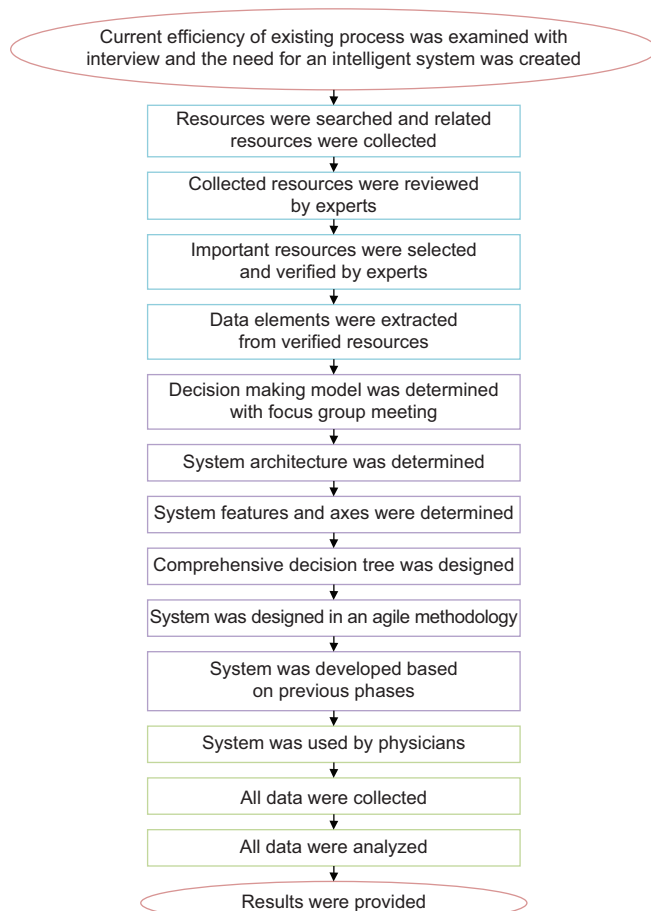 Current efficiency of existing process was examined with
interview and the need for an intelligent system was created
Resources were searched and related
resources were collected
Collected resources were reviewed
by experts
Important resources were selected
and verified by experts
Data elements were extracted
from verified resources
Decision making model was determined
with focus group meeting
System architecture was determined
System features and axes were determined
Comprehensive decision tree was designed
System was designed in an agile methodology
System was developed based
on previous phases
System was used by physicians
All data were collected
All data were analyzed
Results were provided